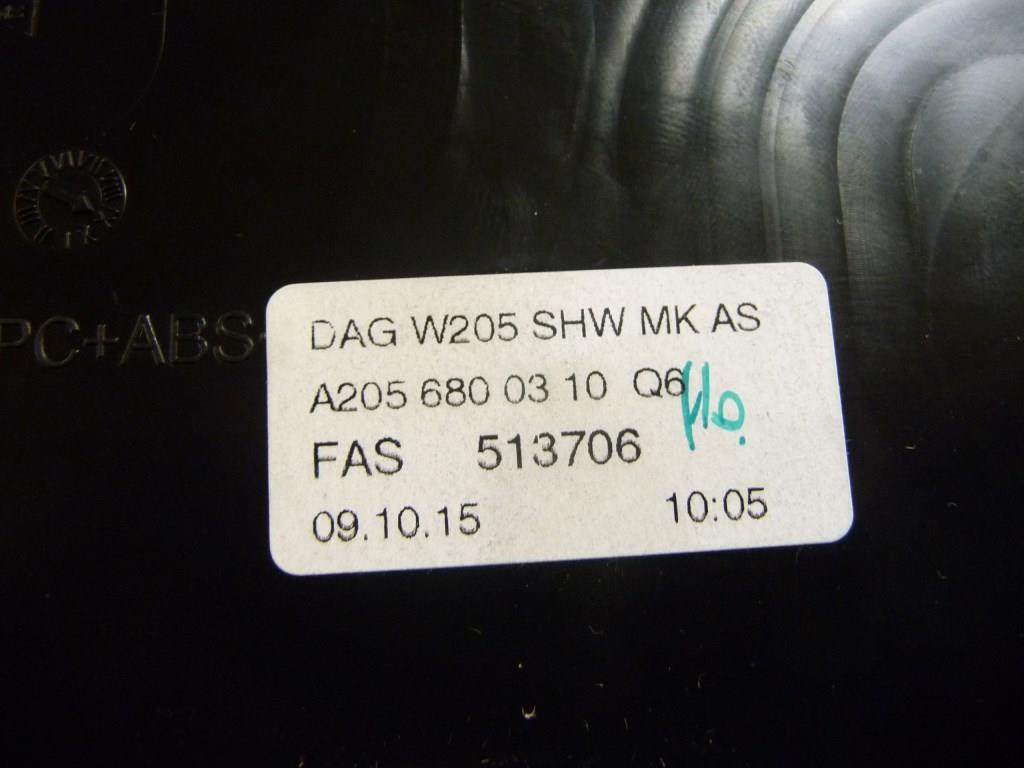 PC+ABS
DAG W205 SHW MK AS
A205 680 03 10 Q6
FAS 513706
09.10.15 10:05